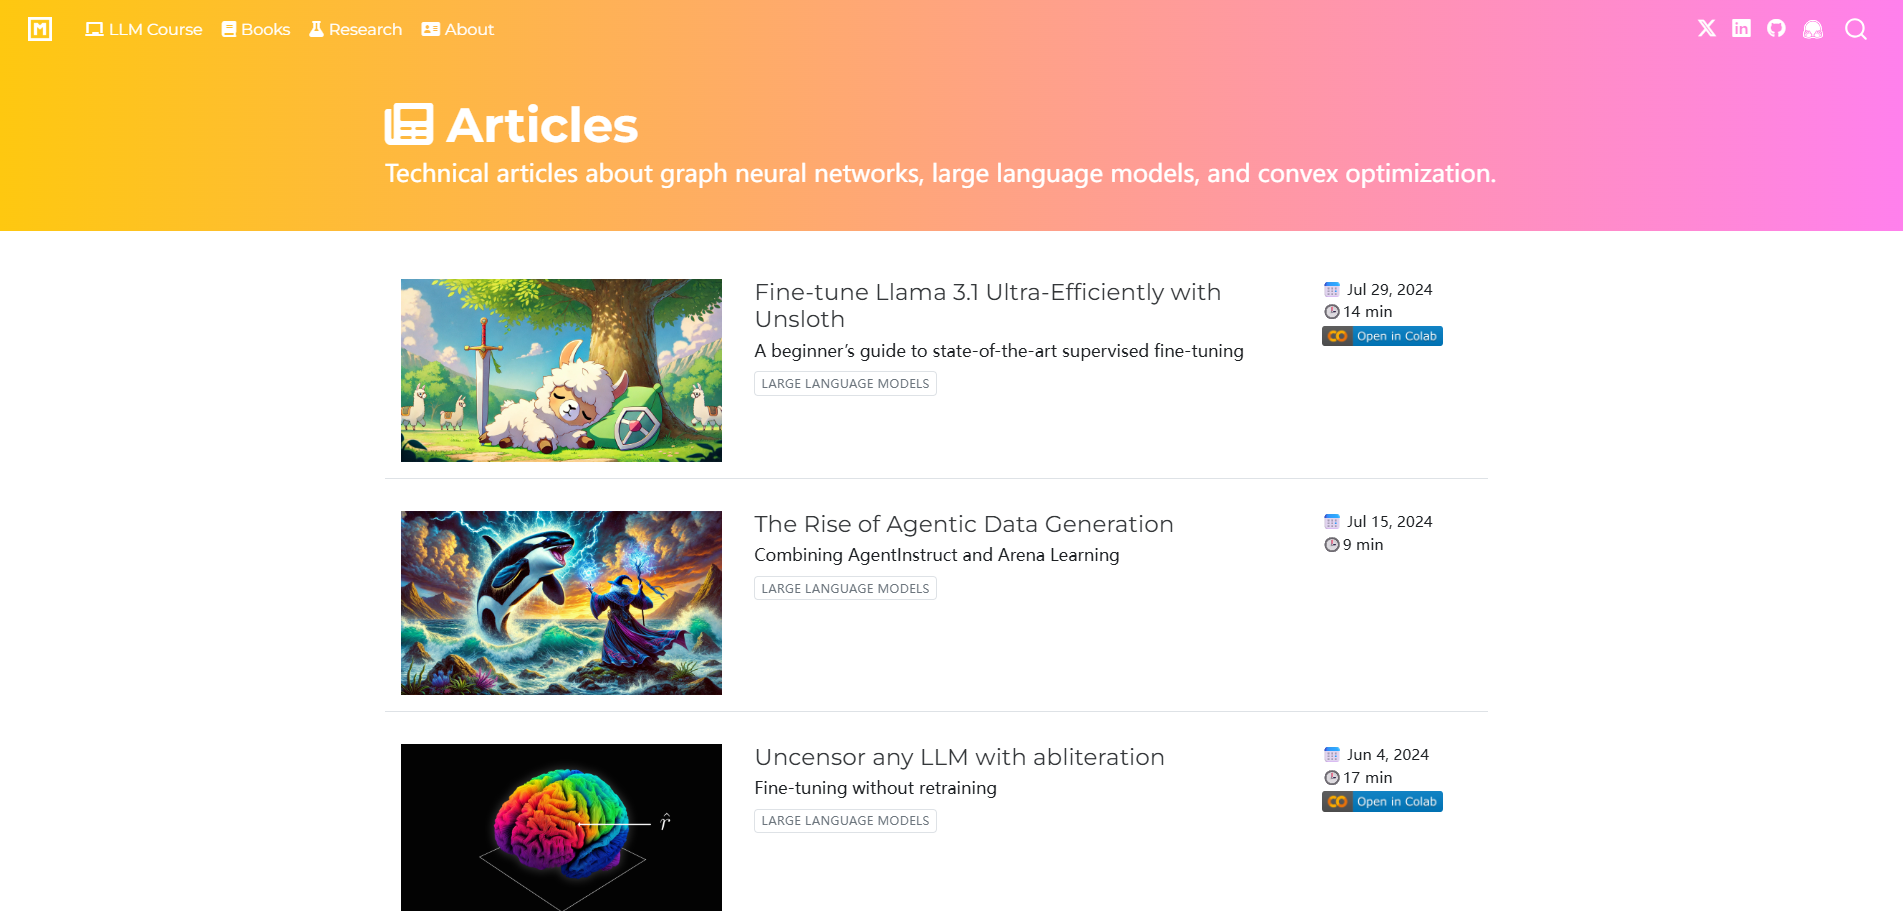 M
LLM Course
Books
Research
About
Articles
Technical articles about graph neural networks, large language models, and convex optimization.
Fine-tune Llama 3.1 Ultra-Efficiently with
Unsloth
A beginner’s guide to state-of-the-art supervised fine-tuning
LARGE LANGUAGE MODELS
Jul 29, 2024
14 min
Open in Colab
The Rise of Agentic Data Generation
Combining AgentInstruct and Arena Learning
LARGE LANGUAGE MODELS
Jul 15, 2024
9 min
r̂
Uncensor any LLM with abliteration
Fine-tuning without retraining
LARGE LANGUAGE MODELS
Jun 4, 2024
17 min
Open in Colab